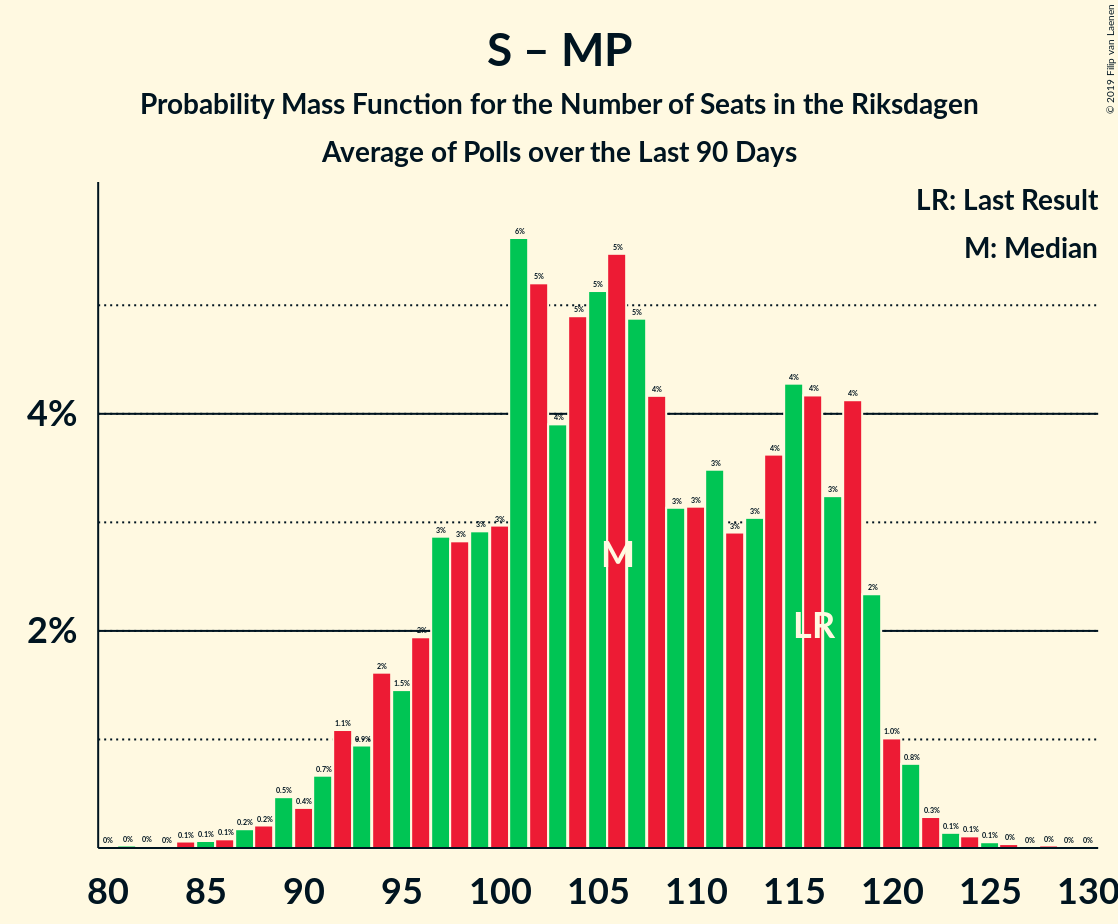 S – MP
Probability Mass Function for the Number of Seats in the Riksdagen
Average of Polls over the Last 90 Days
© 2019 Filip van Laenen
LR: Last Result
M: Median
4%
2%
0% 0% 0% 0% 0.1% 0.1% 0.1% 0.2% 0.2% 0.5% 0.4% 0.7% 1.1% 0.9% 2% 1.5% 2% 3% 3% 3% 3% 6% 5% 4% 5% 5% 5% 5% 4% 3% 3% 3% 3% 3% 4% 4% 4% 3% 4% 2% 1.0% 0.8% 0.3% 0.1% 0.1% 0.1% 0% 0% 0% 0% 0%
M
LR
80 85 90 95 100 105 110 115 120 125 130